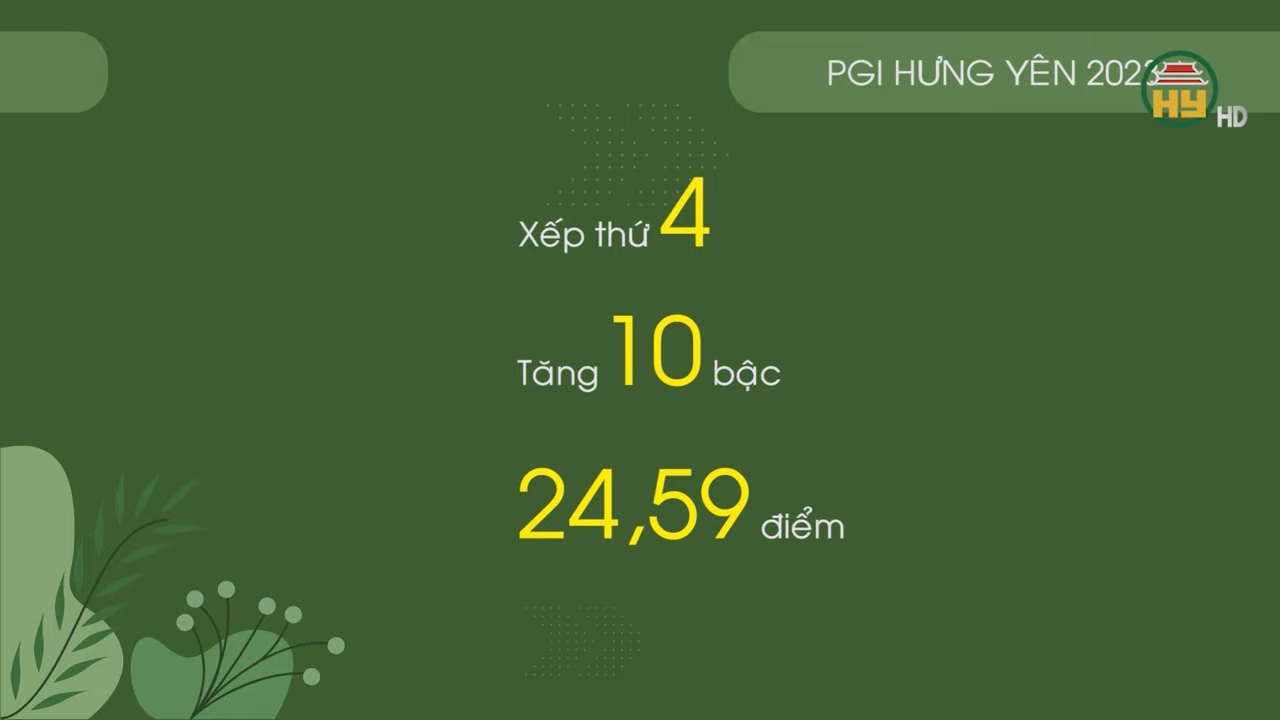 PGI HƯNG YÊN 2023
HY
HD
Xếp thứ 4
Tăng 10 bậc
24,59 điểm